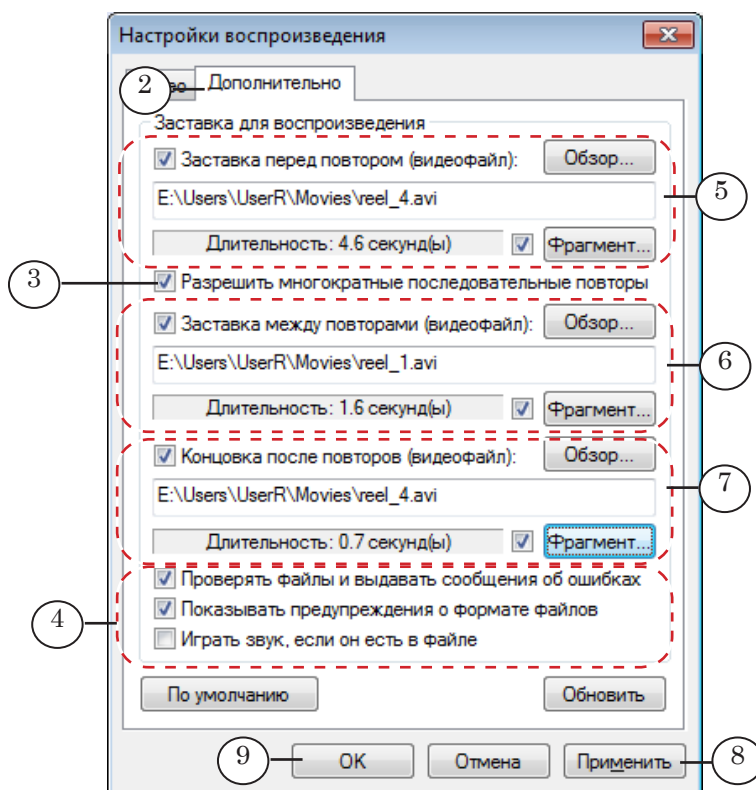 Настройки воспроизведения
2 Дополнительно
Заставка для воспроизведения
Заставка перед повтором (видеофайл): Обзор...
5
E:\Users\UserR\Movies\reel_4.avi
Длительность: 4.6 секунд(ы) Фрагмент...
3 Разрешить многократные последовательные повторы
Заставка между повторами (видеофайл): Обзор...
6
E:\Users\UserR\Movies\reel_1.avi
Длительность: 1.6 секунд(ы) Фрагмент...
Концовка после повторов (видеофайл): Обзор...
7
E:\Users\UserR\Movies\reel_4.avi
Длительность: 0.7 секунд(ы) Фрагмент...
Проверять файлы и выдавать сообщения об ошибках
4 Показывать предупреждения о формате файлов
Играть звук, если он есть в файле
По умолчанию Обновить
9 OK Отмена Применить 8